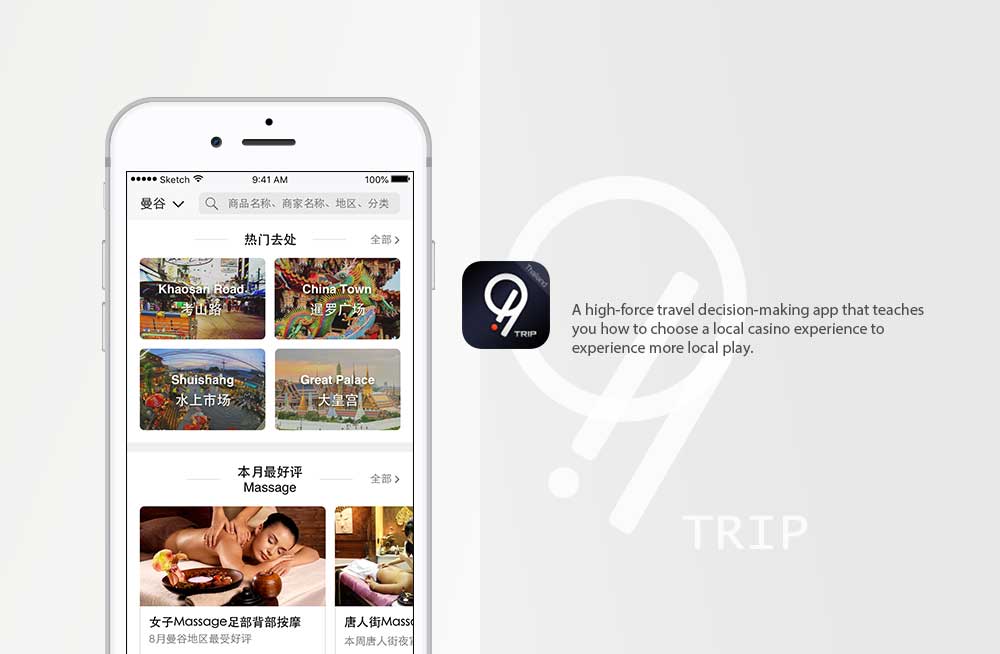 Sketch 9:41 AM 100%
曼谷 商品名称、商家名称、地区、分类
热门去处 全部
Khaosan Road
考山路
China Town
暹罗广场
Shuishang
水上市场
Great Palace
大皇宫
本月最好评 全部
Massage
女子Massage足部背部按摩
8月曼谷地区最受好评
唐人街Mass
本周唐人街夜
Thailand
9
TRIP
A high-force travel decision-making app that teaches
you how to choose a local casino experience to
experience more local play.
9
TRIP